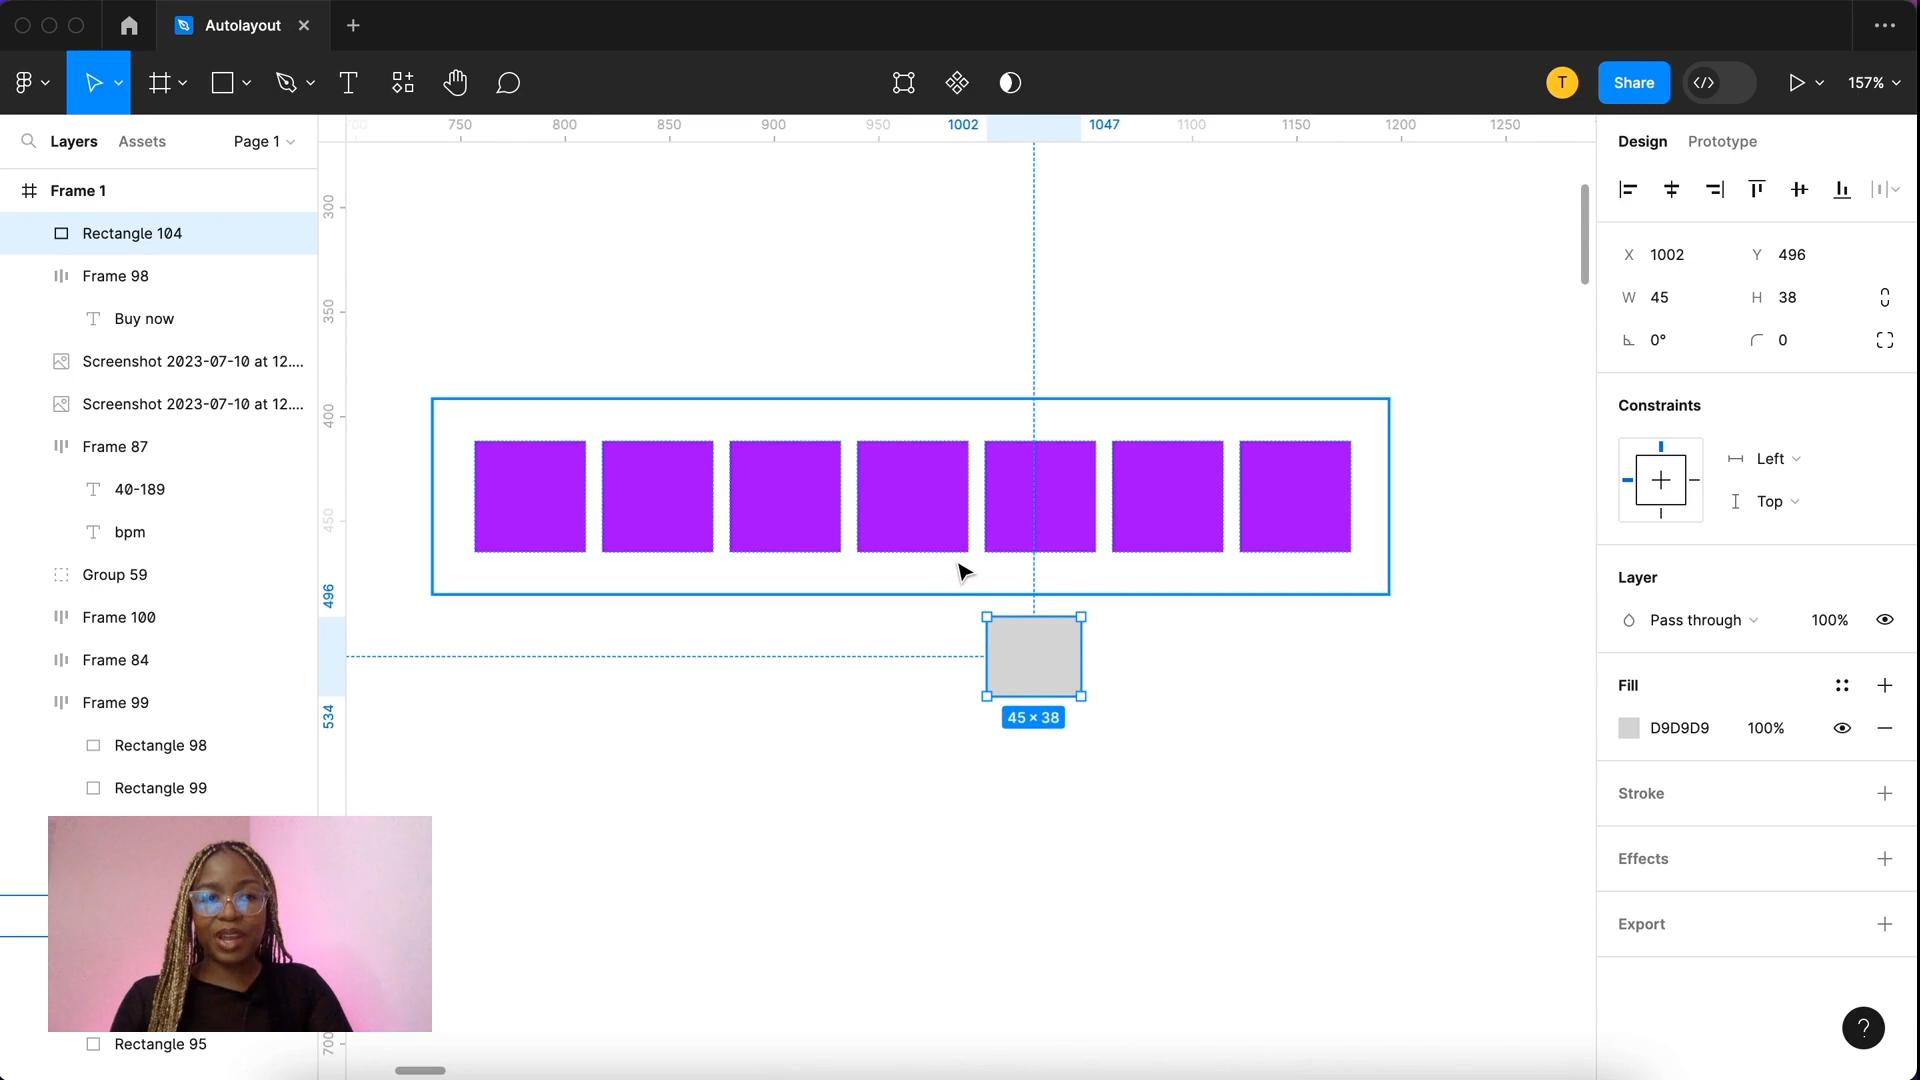 Autolayout
T
Share
157%
Layers
Assets
Page 1
750
800
850
900
950
1002
1047
1100
1150
1200
1250
Design
Prototype
Frame 1
Rectangle 104
Frame 98
Buy now
Screenshot 2023-07-10 at 12....
Screenshot 2023-07-10 at 12....
Frame 87
40-189
bpm
Group 59
Frame 100
Frame 84
Frame 99
Rectangle 98
Rectangle 99
Rectangle 95
300
350
400
450
496
534
700
45 × 38
X 1002
Y 496
W 45
H 38
0°
0
Constraints
Left
Top
Layer
Pass through
100%
Fill
D9D9D9
100%
Stroke
Effects
Export
?